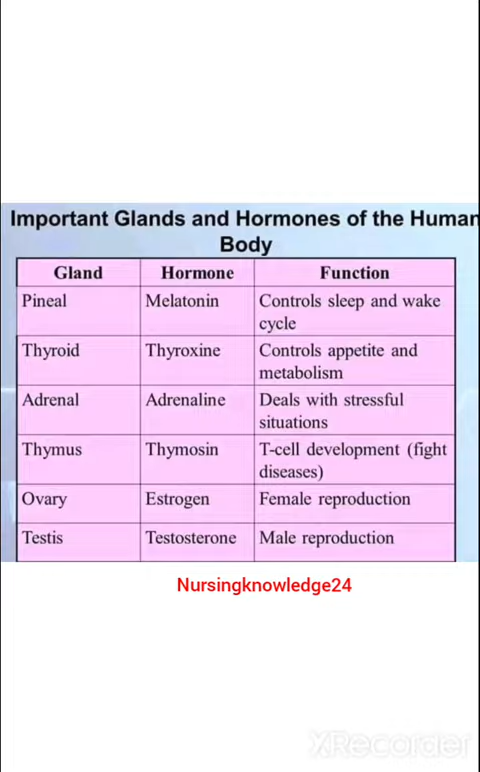 Important Glands and Hormones of the Human
Body
Gland Hormone Function
Pineal Melatonin Controls sleep and wake
cycle
Thyroid Thyroxine Controls appetite and
metabolism
Adrenal Adrenaline Deals with stressful
situations
Thymus Thymosin T-cell development (fight
diseases)
Ovary Estrogen Female reproduction
Testis Testosterone Male reproduction
Nursingknowledge24
XRecorder